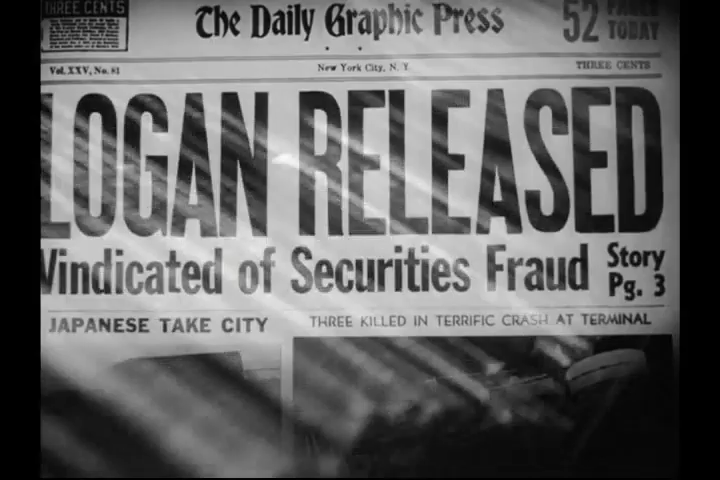 THREE CENTS
The Daily Graphic Press
52 PAGES TODAY
Vol. XXV, No. 81
New York City, N. Y.
THREE CENTS
LOGAN RELEASED
Vindicated of Securities Fraud
Story
Pg. 3
JAPANESE TAKE CITY
THREE KILLED IN TERRIFIC CRASH AT TERMINAL